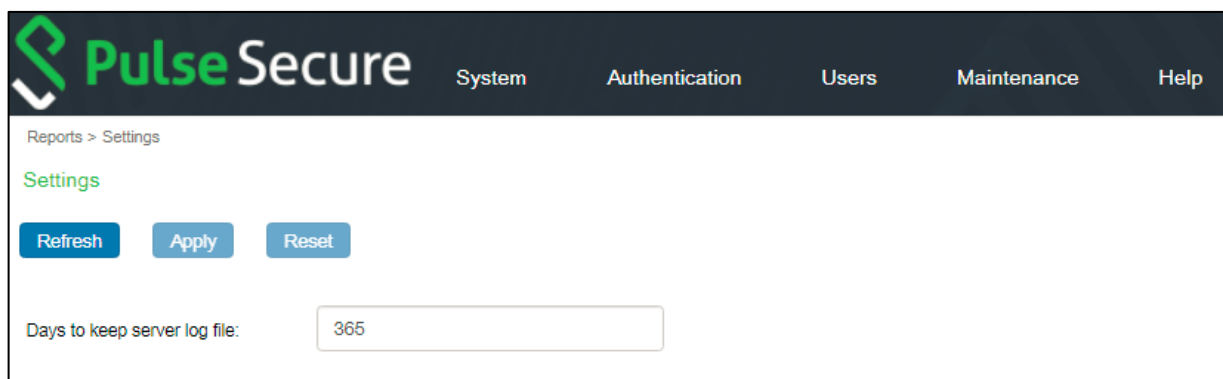 Pulse Secure System Authentication Users Maintenance Help
Reports > Settings
Settings
Refresh Apply Reset
Days to keep server log file: 365